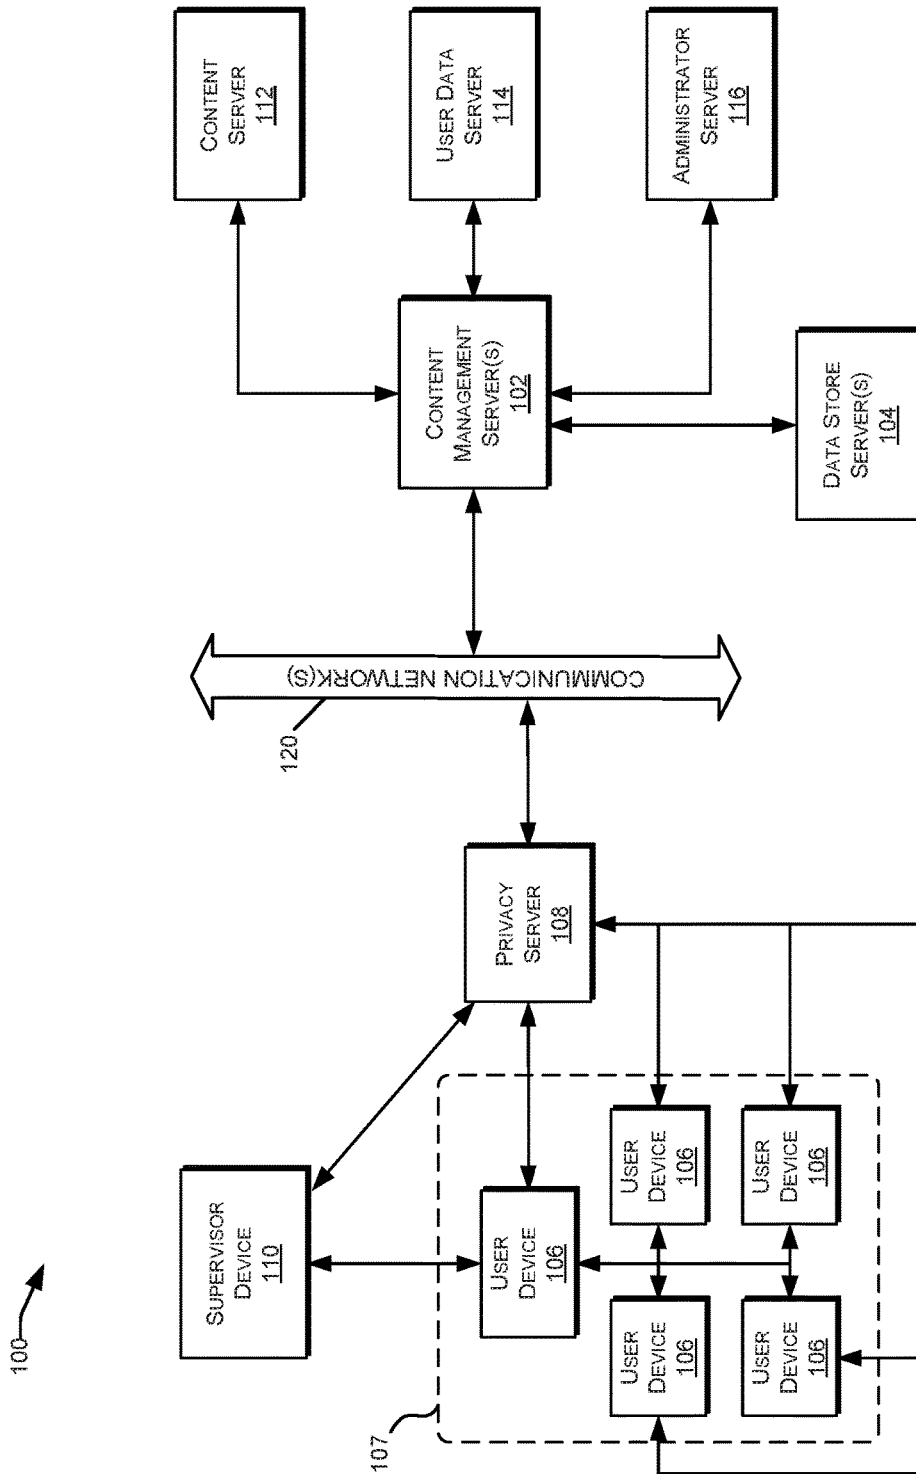 100
SUPERVISOR
DEVICE
110
CONTENT
SERVER
112
120
107
USER
DEVICE
106
PRIVACY
SERVER
108
COMMUNICATION NETWORK(S)
CONTENT
MANAGEMENT
SERVER(S)
102
USER DATA
SERVER
114
USER
DEVICE
106
USER
DEVICE
106
USER
DEVICE
106
USER
DEVICE
106
ADMINISTRATOR
SERVER
116
DATA STORE
SERVER(S)
104